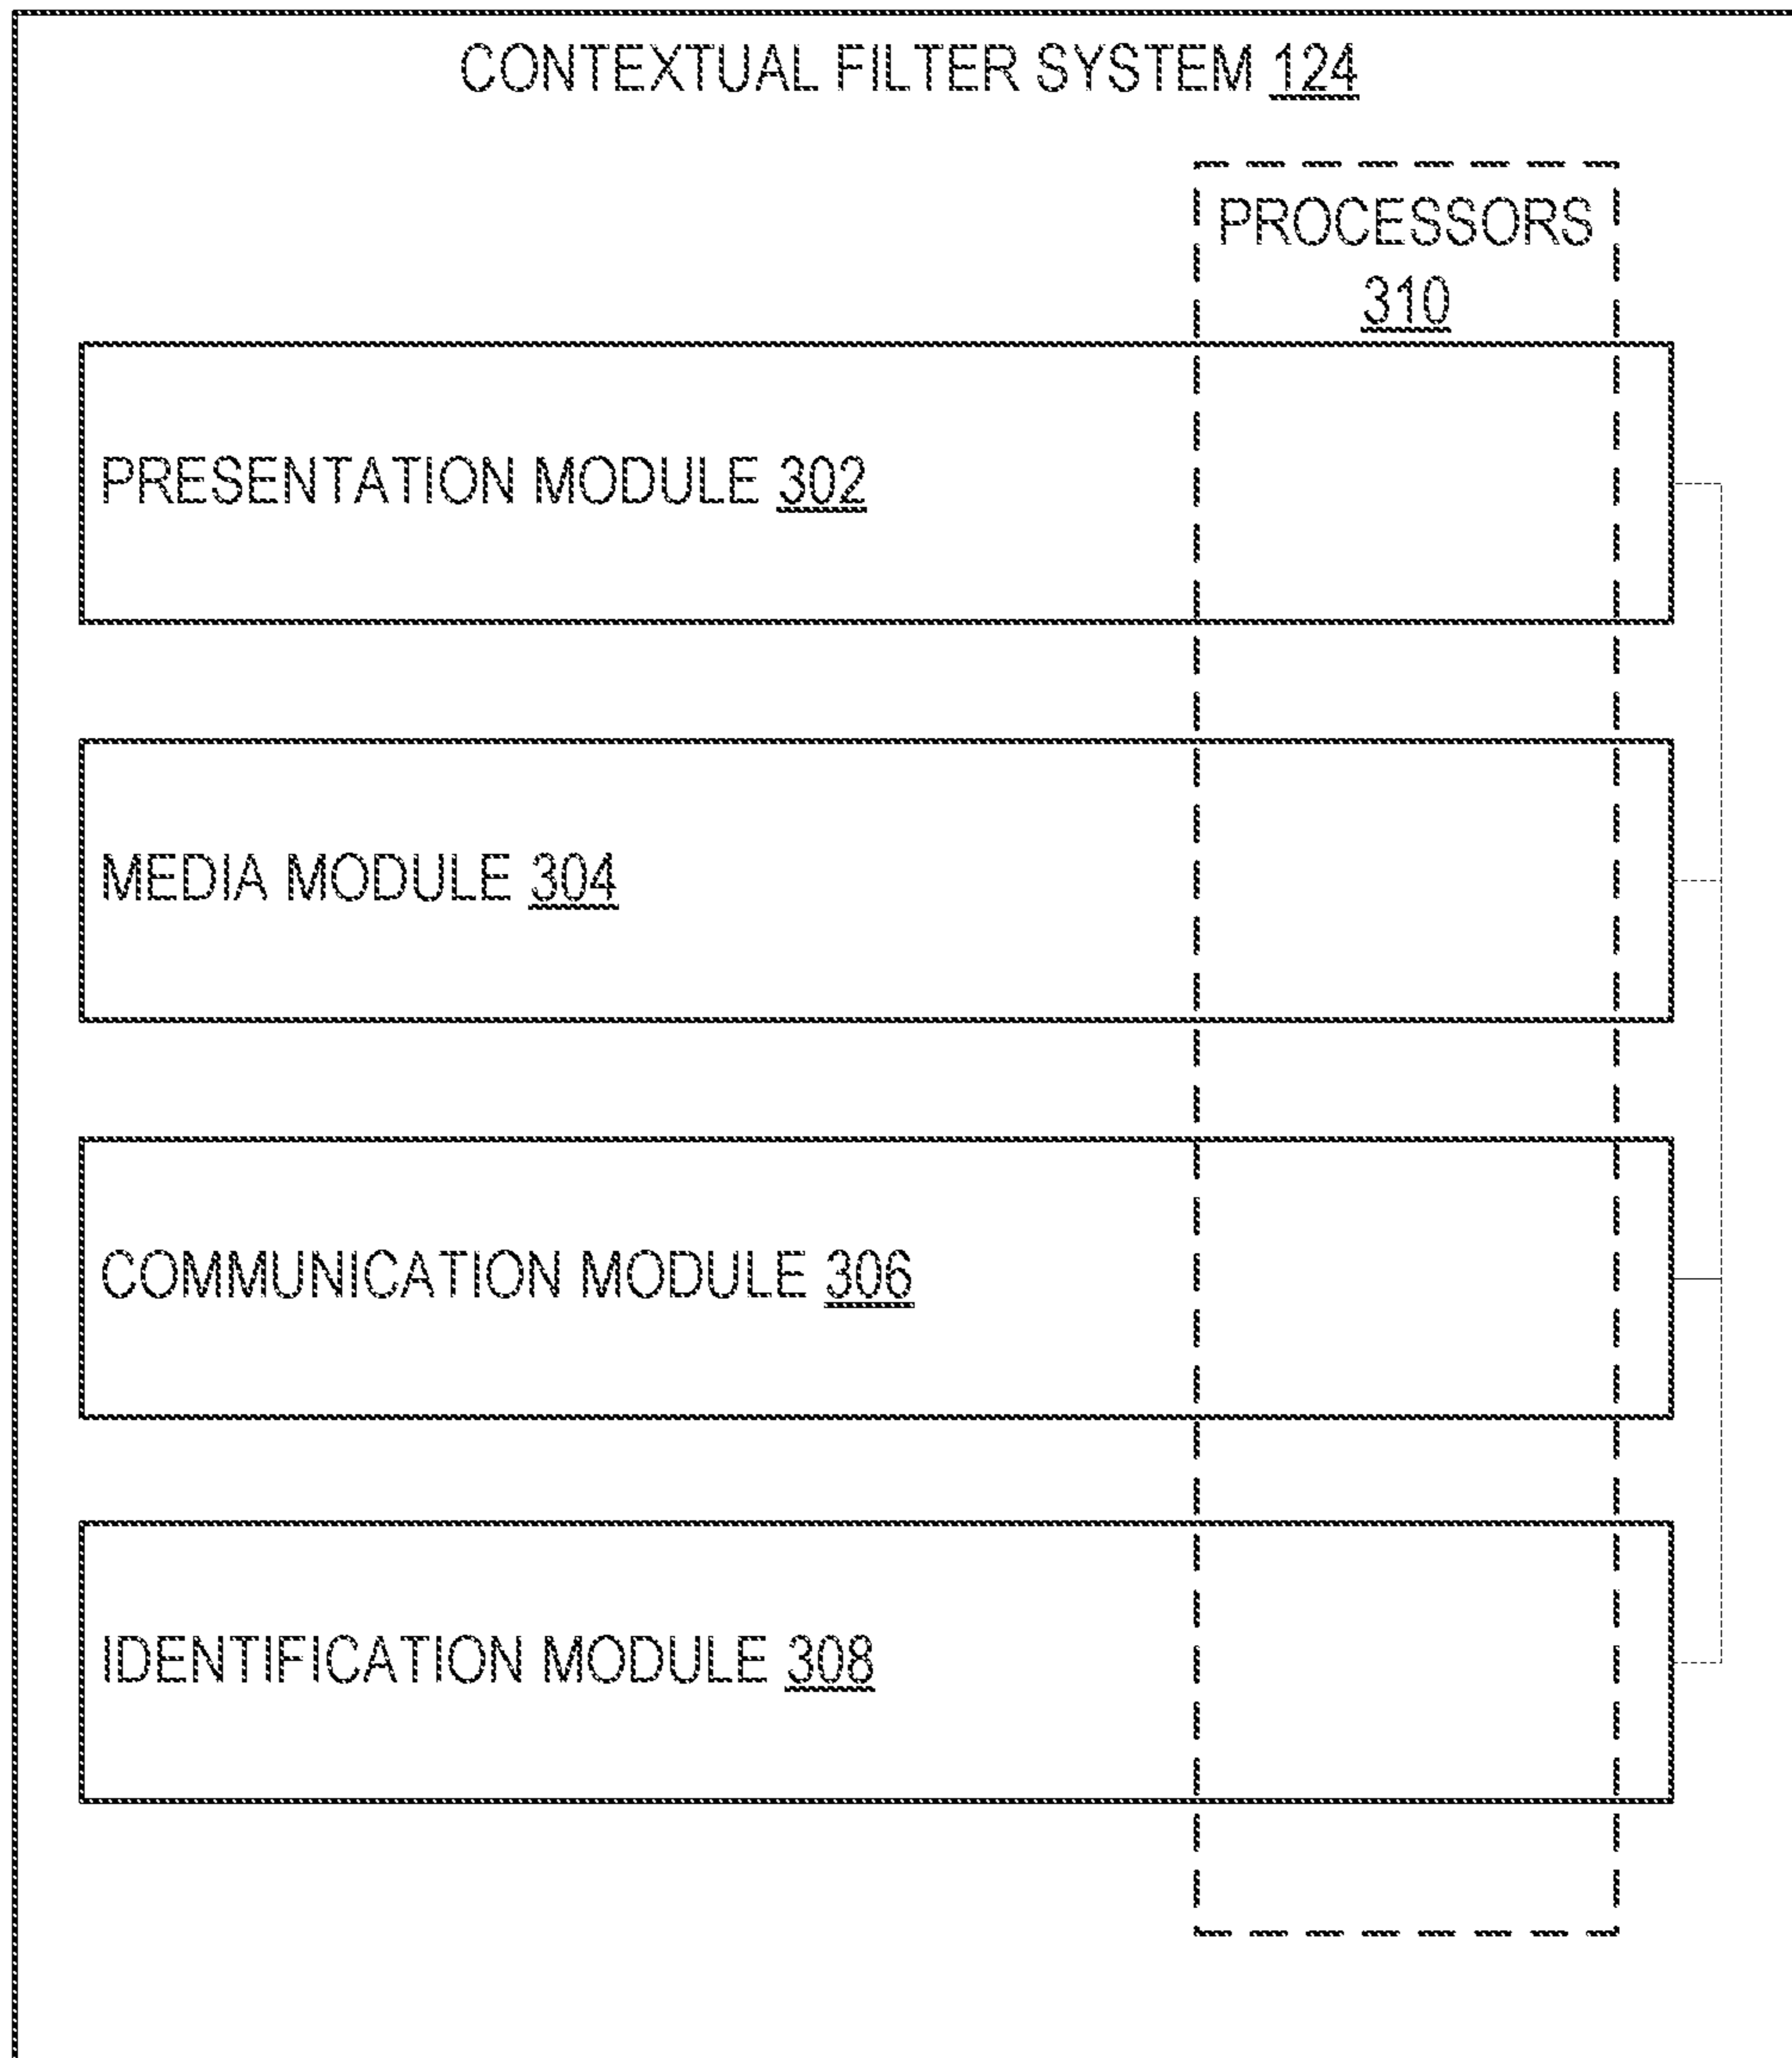 CONTEXTUAL FILTER SYSTEM 124
PROCESSORS
310
PRESENTATION MODULE 302
MEDIA MODULE 304
COMMUNICATION MODULE 306
IDENTIFICATION MODULE 308